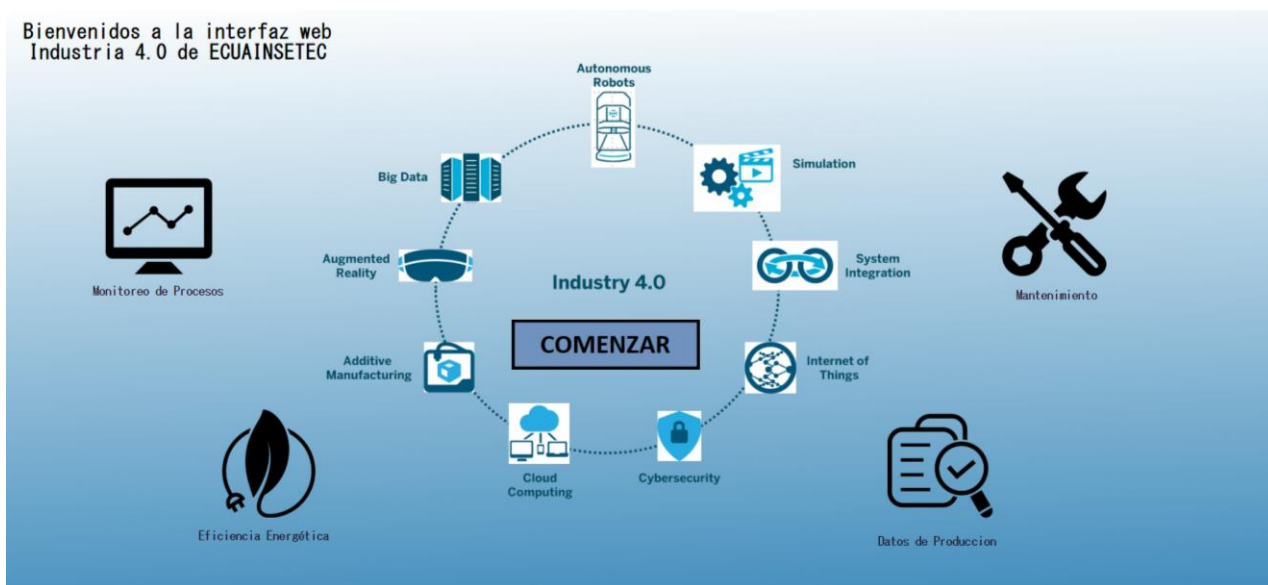 Bienvenidos a la interfaz web
Industria 4.0 de ECUAINSETEC
Autonomous
Robots
Simulation
Big Data
System
Integration
Augmented
Reality
Industry 4.0
Monitoreo de Procesos
Mantenimiento
COMENZAR
Internet of
Things
Additive
Manufacturing
Cybersecurity
Cloud
Computing
Eficiencia Energética
Datos de Produccion